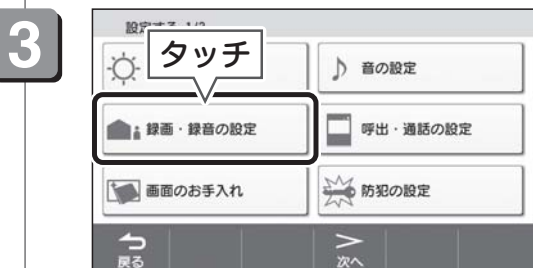 3
設定する 1/2
タッチ
音の設定
録画・録音の設定
呼出・通話の設定
画面のお手入れ
防犯の設定
戻る
次へ